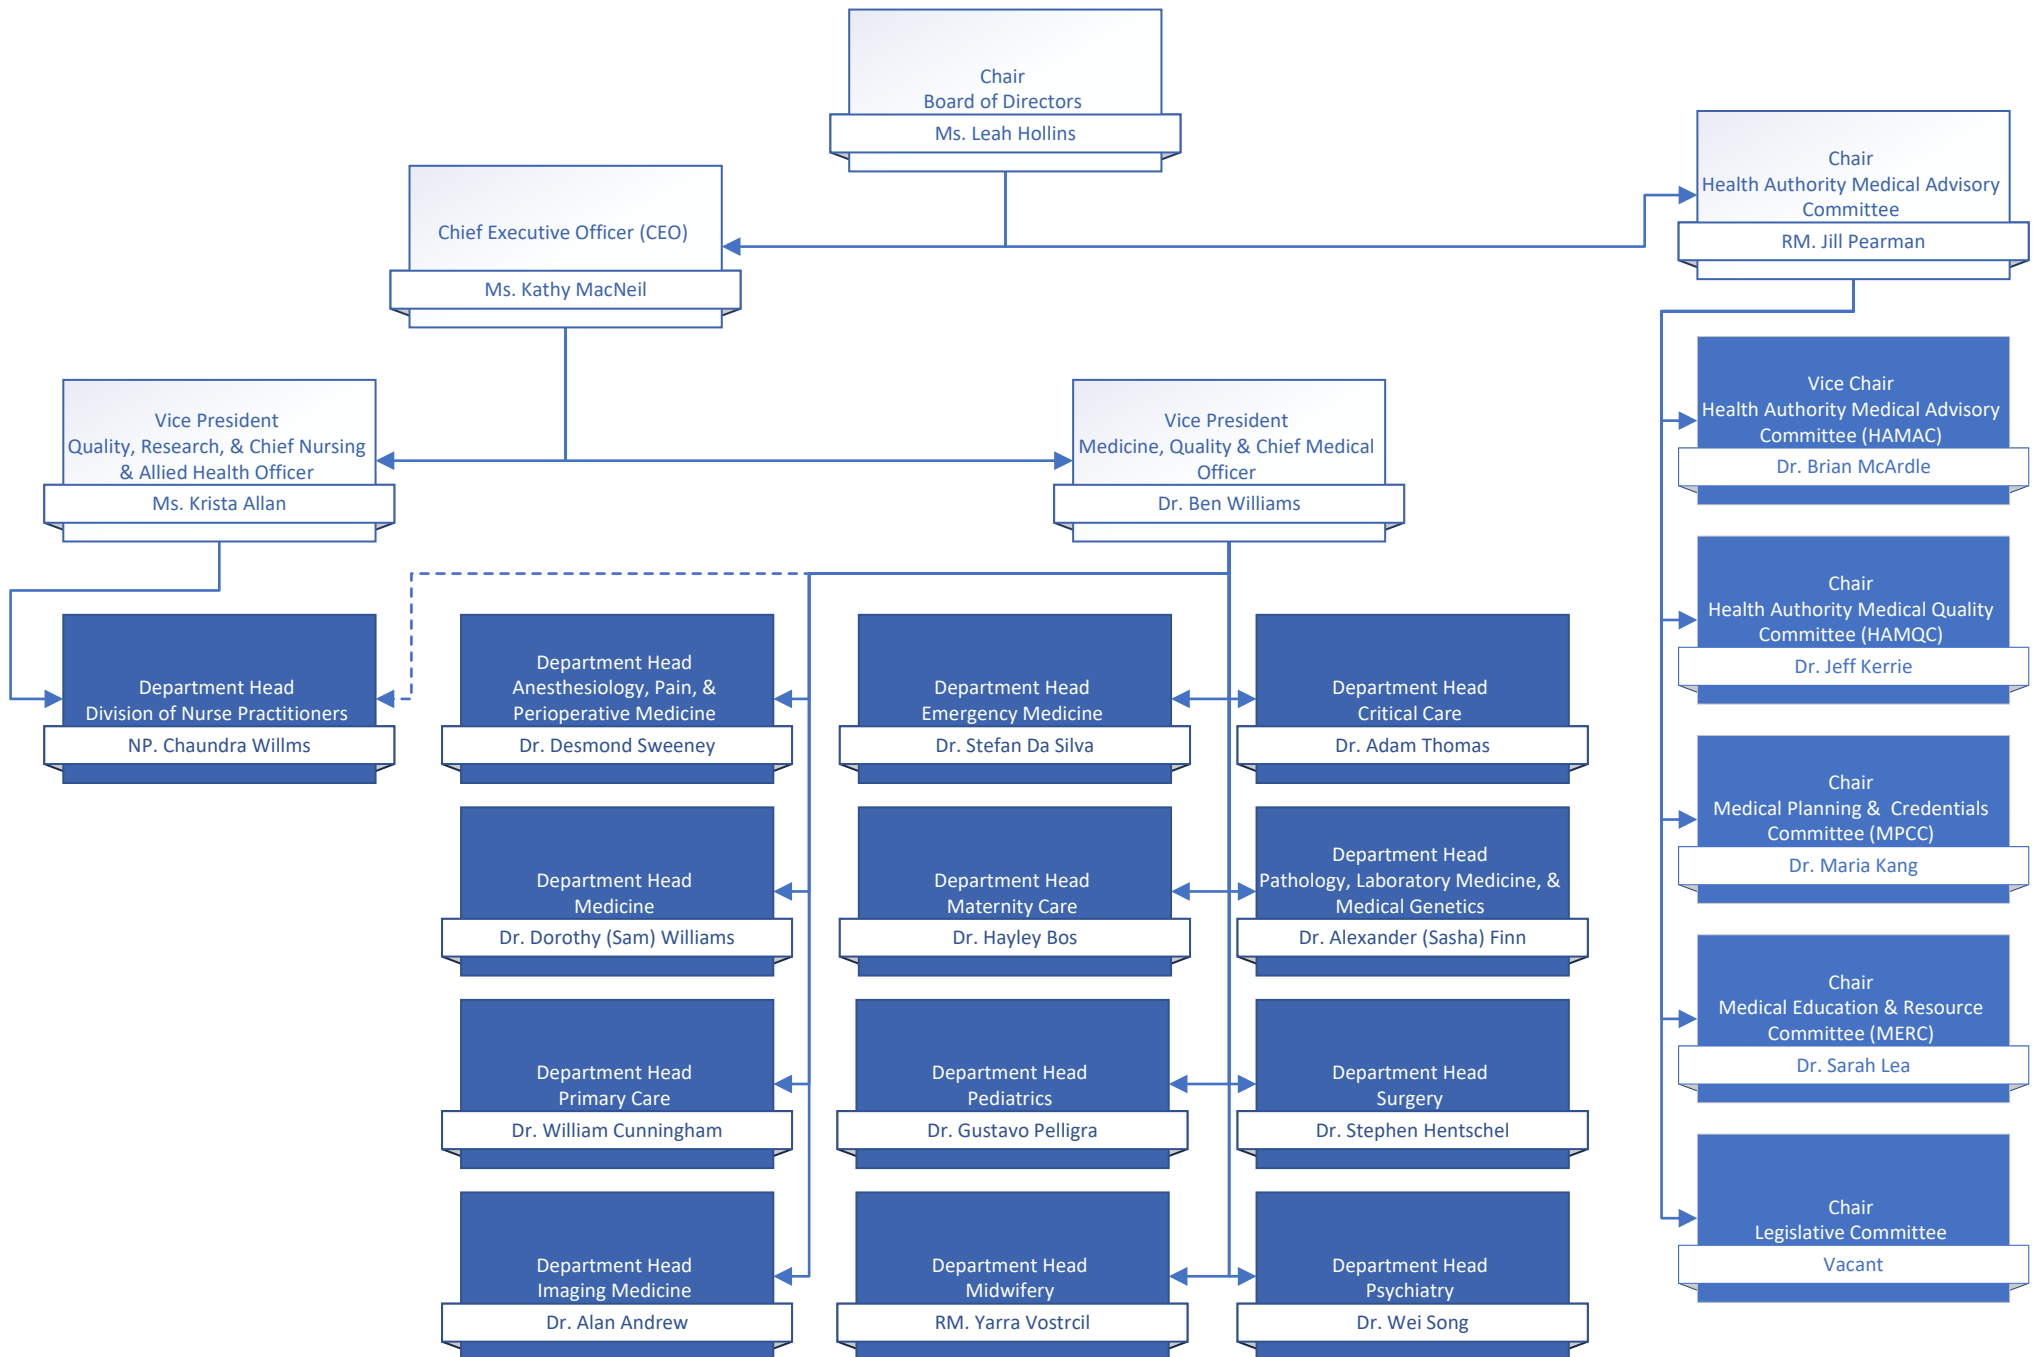 Chair
Board of Directors
Ms. Leah Hollins
Chair
Health Authority Medical Advisory
Committee
RM. Jill Pearman
Chief Executive Officer (CEO)
Ms. Kathy MacNeil
Vice President
Quality, Research, & Chief Nursing
& Allied Health Officer
Ms. Krista Allan
Vice President
Medicine, Quality & Chief Medical
Officer
Dr. Ben Williams
Vice Chair
Health Authority Medical Advisory
Committee (HAMAC)
Dr. Brian McArdle
Chair
Health Authority Medical Quality
Committee (HAMQC)
Dr. Jeff Kerrie
Chair
Medical Planning &  Credentials
Committee (MPCC)
Dr. Maria Kang
Chair
Medical Education & Resource
Committee (MERC)
Dr. Sarah Lea
Chair
Legislative Committee
Vacant
Department Head
Division of Nurse Practitioners
NP. Chaundra Willms
Department Head
Anesthesiology, Pain, &
Perioperative Medicine
Dr. Desmond Sweeney
Department Head
Emergency Medicine
Dr. Stefan Da Silva
Department Head
Critical Care
Dr. Adam Thomas
Department Head
Medicine
Dr. Dorothy (Sam) Williams
Department Head
Maternity Care
Dr. Hayley Bos
Department Head
Pathology, Laboratory Medicine, &
Medical Genetics
Dr. Alexander (Sasha) Finn
Department Head
Primary Care
Dr. William Cunningham
Department Head
Pediatrics
Dr. Gustavo Pelligra
Department Head
Surgery
Dr. Stephen Hentschel
Department Head
Imaging Medicine
Dr. Alan Andrew
Department Head
Midwifery
RM. Yarra Vostrcil
Department Head
Psychiatry
Dr. Wei Song